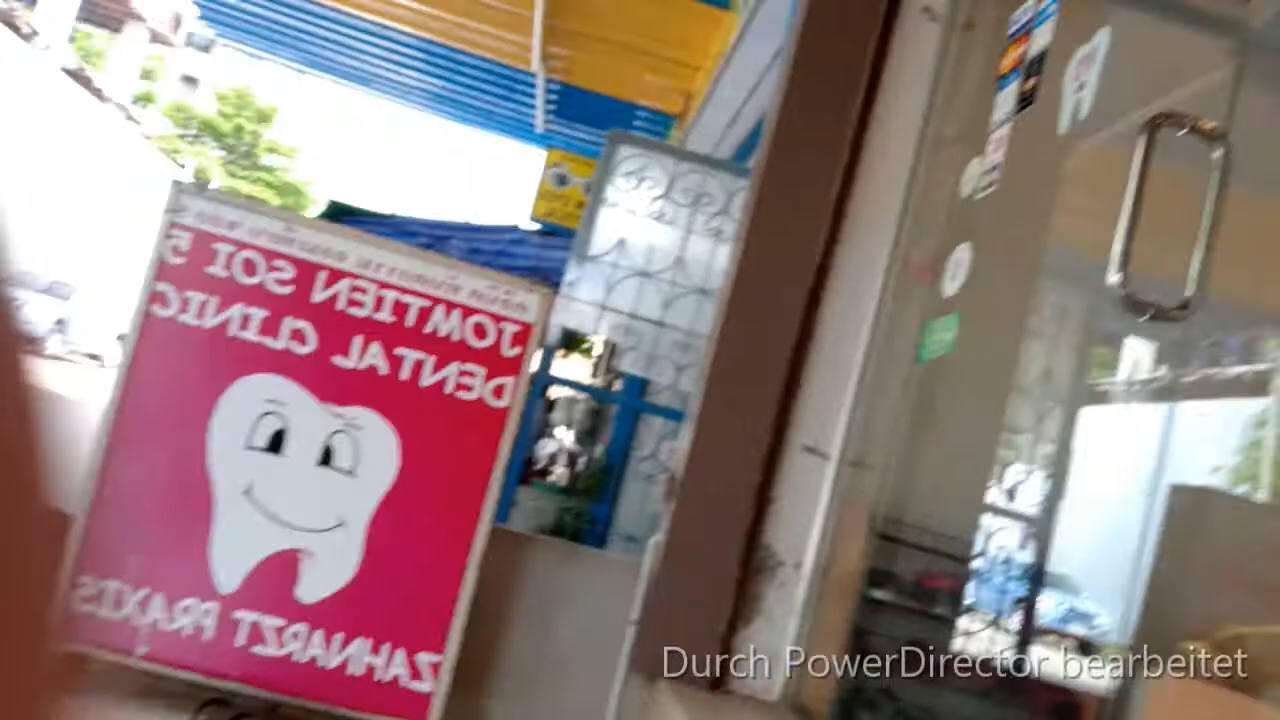 JOMTIEN SOI 5
DENTAL CLINIC
ZAHNARZT PRAXIS
Durch PowerDirector bearbeitet